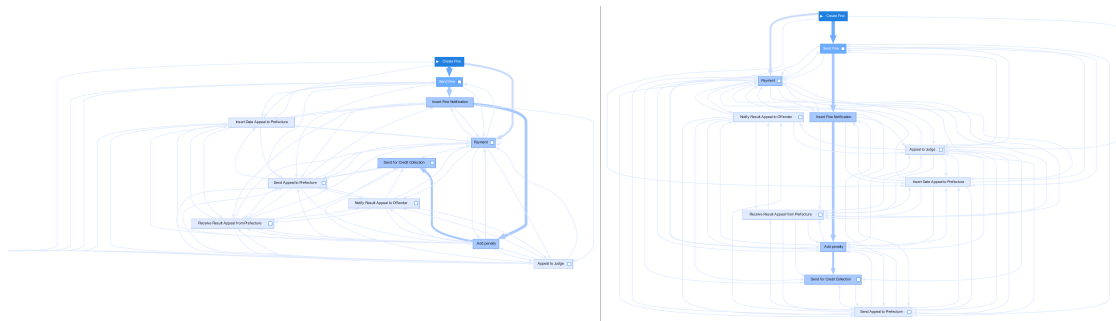 Create Fine
Send Fine
Insert Fine Notification
Insert Date Appeal to Prefecture
Payment
Send for Credit Collection
Send Appeal to Prefecture
Notify Result Appeal to Offender
Receive Result Appeal from Prefecture
Add penalty
Appeal to Judge
Create Fine
Send Fine
Payment
Notify Result Appeal to Offender
Insert Fine Notification
Appeal to Judge
Insert Date Appeal to Prefecture
Receive Result Appeal from Prefecture
Add penalty
Send for Credit Collection
Send Appeal to Prefecture